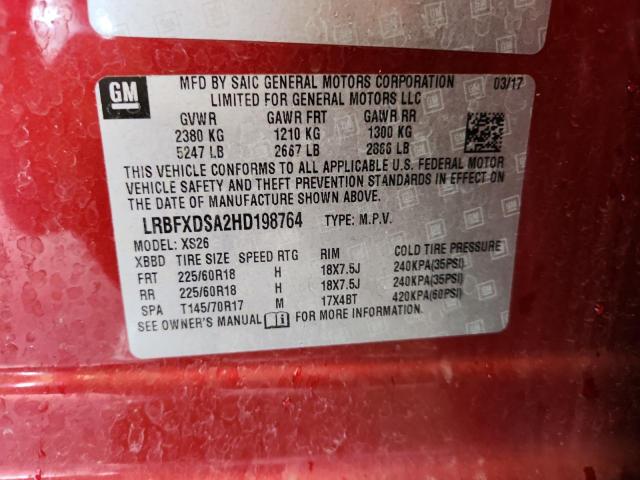 GM
MFD BY SAIC GENERAL MOTORS CORPORATION 03/17
LIMITED FOR GENERAL MOTORS LLC
GVWR GAWR FRT GAWR RR
2380 KG 1210 KG 1300 KG
5247 LB 2667 LB 2866 LB
THIS VEHICLE CONFORMS TO ALL APPLICABLE U.S. FEDERAL MOTOR
VEHICLE SAFETY AND THEFT PREVENTION STANDARDS IN EFFECT ON
THE DATE OF MANUFACTURE SHOWN ABOVE.
LRBFXDSA2HD198764 TYPE: M.P.V.
MODEL: XS26
XBBD TIRE SIZE SPEED RTG RIM COLD TIRE PRESSURE
FRT 225/60R18 H 18X7.5J 240KPA(35PSI)
RR 225/60R18 H 18X7.5J 240KPA(35PSI)
SPA T145/70R17 M 17X4BT 420KPA(60PSI)
SEE OWNER'S MANUAL FOR MORE INFORMATION.